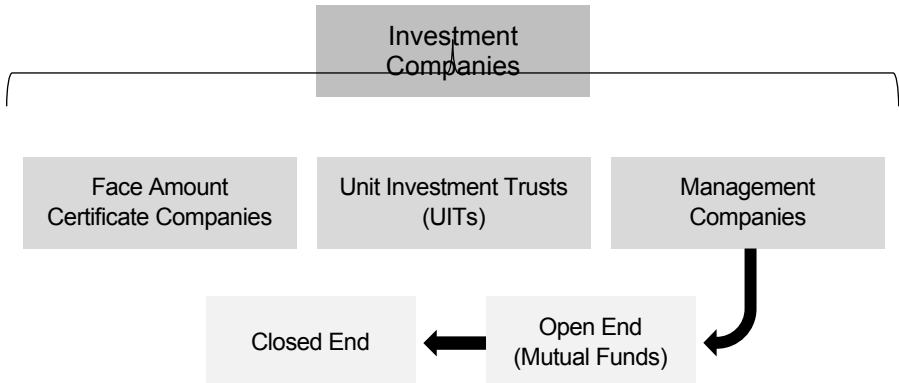 Investment
Companies
Face Amount
Certificate Companies
Unit Investment Trusts
(UITs)
Management
Companies
Closed End
Open End
(Mutual Funds)